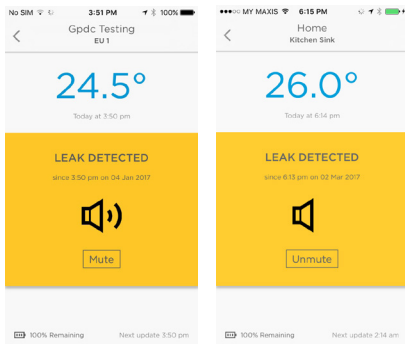 No SIM 3:51 PM 100%
Gpdc Testing
EU 1
24.5°
Today at 3:50 pm
LEAK DETECTED
since 3:50 pm on 04 Jan 2017
Mute
100% Remaining Next update 3:50 pm
MY MAXIS 6:15 PM
Home
Kitchen Sink
26.0°
Today at 6:14 pm
LEAK DETECTED
since 6:13 pm on 02 Mar 2017
Unmute
100% Remaining Next update 2:14 am